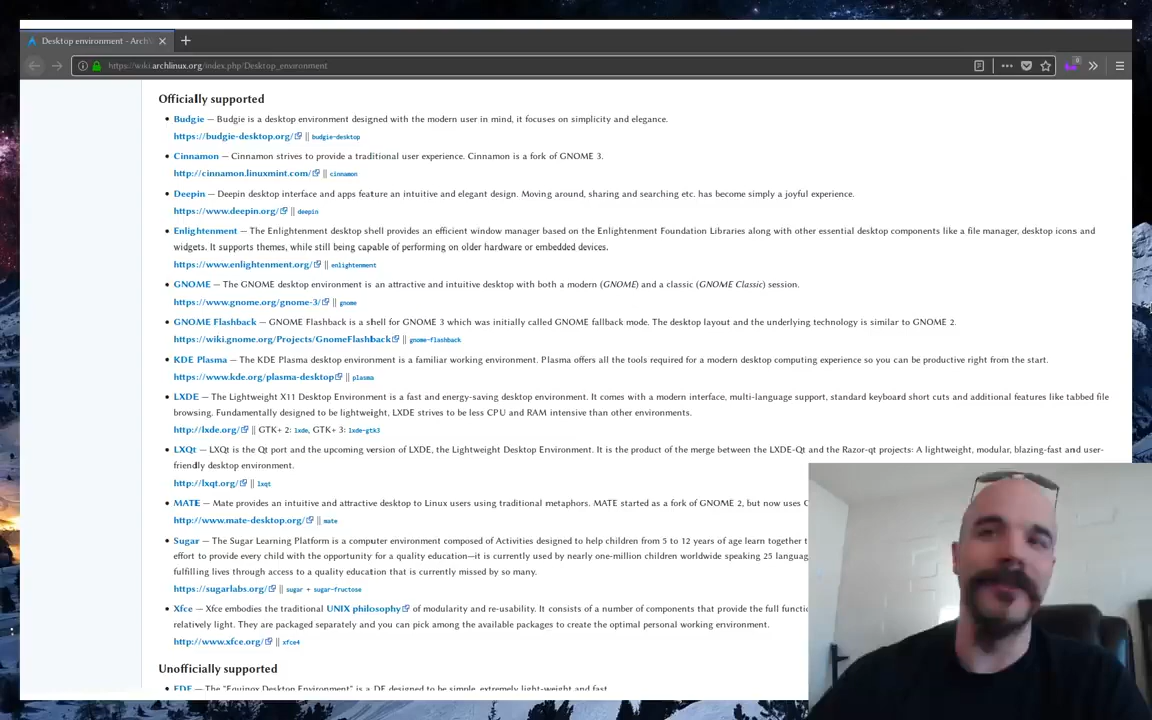 Desktop environment - Arch
https://wiki.archlinux.org/index.php/Desktop_environment
0
Officially supported
Budgie — Budgie is a desktop environment designed with the modern user in mind, it focuses on simplicity and elegance.
https://budgie-desktop.org/ || budgie-desktop
Cinnamon — Cinnamon strives to provide a traditional user experience. Cinnamon is a fork of GNOME 3.
http://cinnamon.linuxmint.com/ || cinnamon
Deepin — Deepin desktop interface and apps feature an intuitive and elegant design. Moving around, sharing and searching etc. has become simply a joyful experience.
https://www.deepin.org/ || deepin
Enlightenment — The Enlightenment desktop shell provides an efficient window manager based on the Enlightenment Foundation Libraries along with other essential desktop components like a file manager, desktop icons and
widgets. It supports themes, while still being capable of performing on older hardware or embedded devices.
https://www.enlightenment.org/ || enlightenment
GNOME — The GNOME desktop environment is an attractive and intuitive desktop with both a modern (GNOME) and a classic (GNOME Classic) session.
https://www.gnome.org/gnome-3/ || gnome
GNOME Flashback — GNOME Flashback is a shell for GNOME 3 which was initially called GNOME fallback mode. The desktop layout and the underlying technology is similar to GNOME 2.
https://wiki.gnome.org/Projects/GnomeFlashback || gnome-flashback
KDE Plasma — The KDE Plasma desktop environment is a familiar working environment. Plasma offers all the tools required for a modern desktop computing experience so you can be productive right from the start.
https://www.kde.org/plasma-desktop || plasma
LXDE — The Lightweight X11 Desktop Environment is a fast and energy-saving desktop environment. It comes with a modern interface, multi-language support, standard keyboard short cuts and additional features like tabbed file
browsing. Fundamentally designed to be lightweight, LXDE strives to be less CPU and RAM intensive than other environments.
http://lxde.org/ || GTK+ 2: lxde, GTK+ 3: lxde-gtk3
LXQt — LXQt is the Qt port and the upcoming version of LXDE, the Lightweight Desktop Environment. It is the product of the merge between the LXDE-Qt and the Razor-qt projects: A lightweight, modular, blazing-fast and user-
friendly desktop environment.
http://lxqt.org/ || lxqt
MATE — Mate provides an intuitive and attractive desktop to Linux users using traditional metaphors. MATE started as a fork of GNOME 2, but now uses
http://www.mate-desktop.org/ || mate
Sugar — The Sugar Learning Platform is a computer environment composed of Activities designed to help children from 5 to 12 years of age learn together
effort to provide every child with the opportunity for a quality education—it is currently used by nearly one-million children worldwide speaking 25 languag
fulfilling lives through access to a quality education that is currently missed by so many.
https://sugarlabs.org/ || sugar + sugar-fructose
Xfce — Xfce embodies the traditional UNIX philosophy of modularity and re-usability. It consists of a number of components that provide the full functi
relatively light. They are packaged separately and you can pick among the available packages to create the optimal personal working environment.
http://www.xfce.org/ || xfce4
Unofficially supported
EDE — The "Equinox Desktop Environment" is a DE designed to be simple, extremely light-weight and fast.